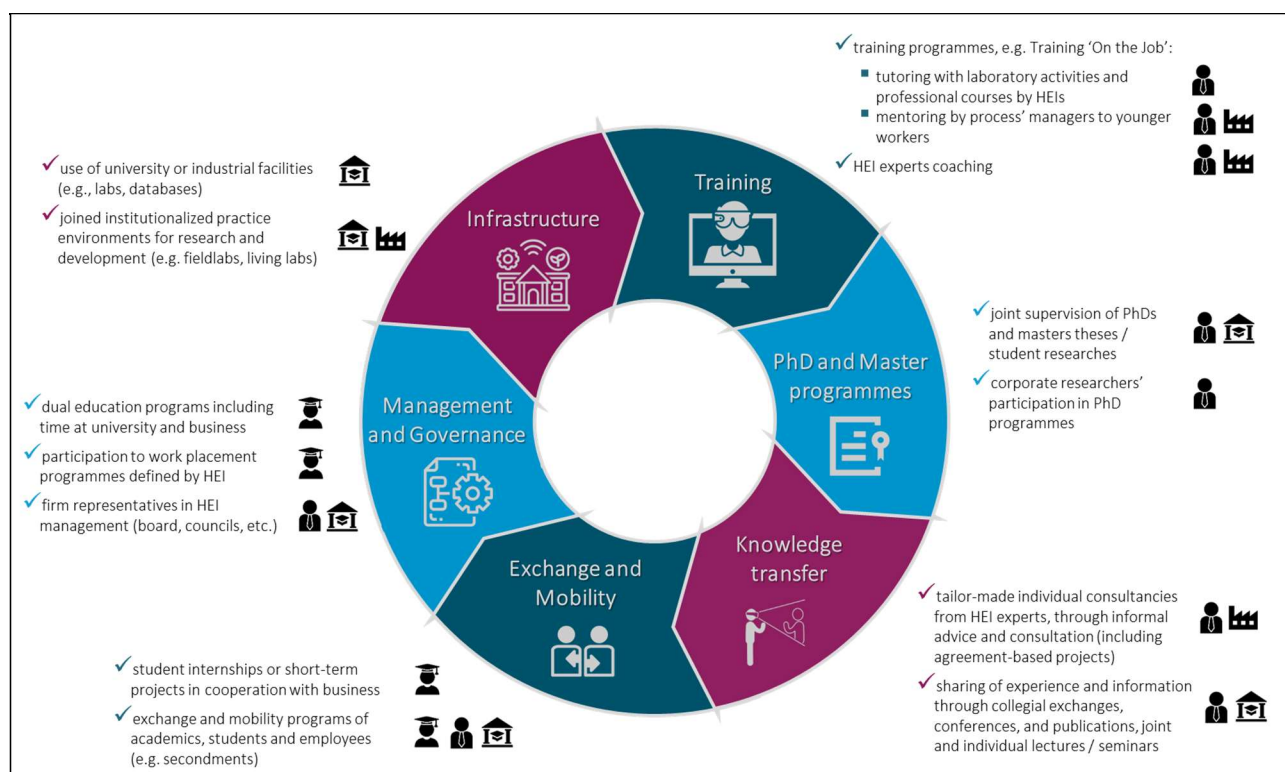 ✓ training programmes, e.g. Training 'On the Job':
▪ tutoring with laboratory activities and
professional courses by HEIs
▪ mentoring by process' managers to younger
workers
✓ HEI experts coaching
Training
✓ use of university or industrial facilities
(e.g., labs, databases)
✓ joined institutionalized practice
environments for research and
development (e.g. fieldlabs, living labs)
Infrastructure
PhD and Master
programmes
✓ joint supervision of PhDs
and masters theses /
student researches
✓ corporate researchers'
participation in PhD
programmes
✓ dual education programs including
time at university and business
✓ participation to work placement
programmes defined by HEI
✓ firm representatives in HEI
management (board, councils, etc.)
Management
and Governance
Knowledge
transfer
✓ tailor-made individual consultancies
from HEI experts, through informal
advice and consultation (including
agreement-based projects)
✓ sharing of experience and information
through collegial exchanges,
conferences, and publications, joint
and individual lectures / seminars
Exchange and
Mobility
✓ student internships or short-term
projects in cooperation with business
✓ exchange and mobility programs of
academics, students and employees
(e.g. secondments)